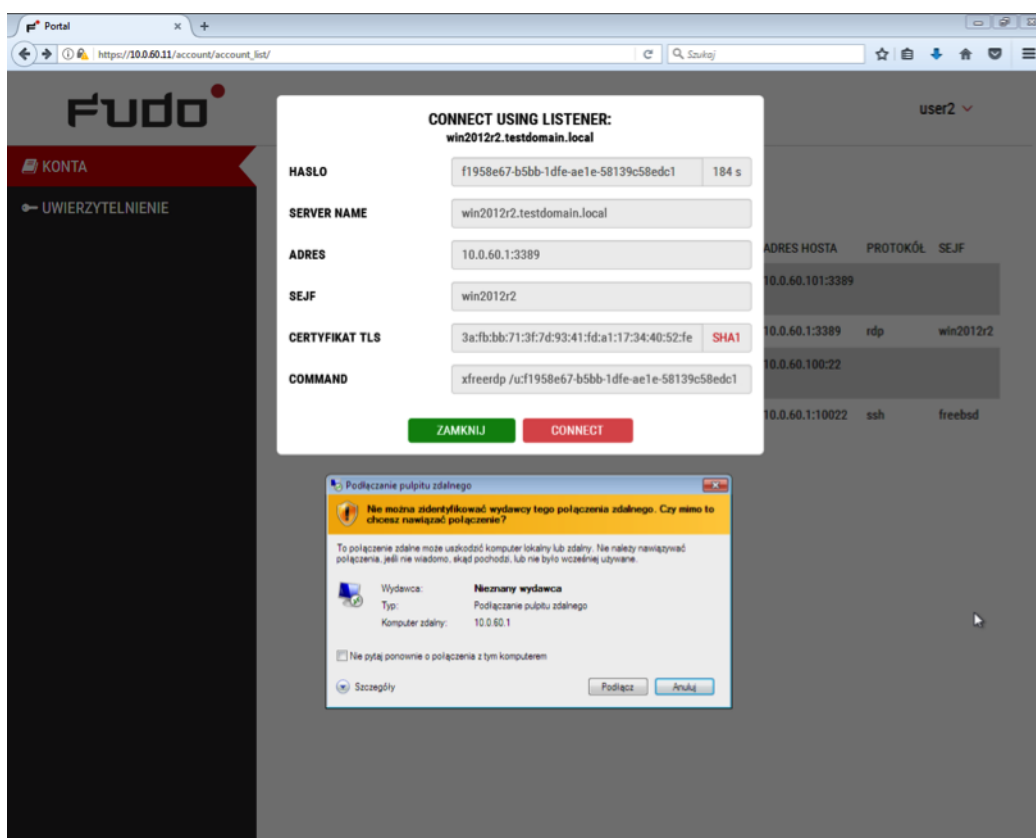 Portal
https://10.0.60.11/account/account_list/
Szukaj
FUDO
user2
KONTA
UWIERZYTELNIENIE
CONNECT USING LISTENER:
win2012r2.testdomain.local
HASŁO f1958e67-b5bb-1dfe-ae1e-58139c58edc1 184 s
SERVER NAME win2012r2.testdomain.local
ADRES 10.0.60.1:3389
SEJF win2012r2
CERTYFIKAT TLS 3a:fb:bb:71:3f:7d:93:41:fd:a1:17:34:40:52:fe SHA1
COMMAND xfreerdp /u:f1958e67-b5bb-1dfe-ae1e-58139c58edc1
ZAMKNIJ CONNECT
ADRES HOSTA PROTOKÓŁ SEJF
10.0.60.101:3389
10.0.60.1:3389 rdp win2012r2
10.0.60.100:22
10.0.60.1:10022 ssh freebsd
Podłączanie pulpitu zdalnego
Nie można zidentyfikować wydawcy tego połączenia zdalnego. Czy mimo to
chcesz nawiązać połączenie?
To połączenie zdalne może uszkodzić komputer lokalny lub zdalny. Nie należy nawiązywać
połączenia, jeśli nie wiadomo, skąd pochodzi, lub nie było wcześniej używane.
Wydawca: Nieznany wydawca
Typ: Podłączanie pulpitu zdalnego
Komputer zdalny: 10.0.60.1
Nie pytaj ponownie o połączenia z tym komputerem
Szczegóły Podłącz Anuluj